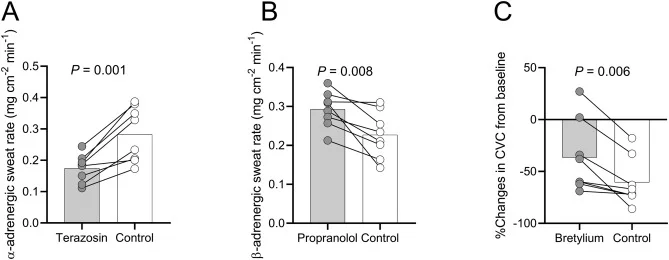 A
α-adrenergic sweat rate (mg cm-2 min-1)
0.5
0.4
0.3
0.2
0.1
0.0
P = 0.001
Terazosin Control
B
β-adrenergic sweat rate (mg cm-2 min-1)
0.4
0.3
0.2
0.1
0.0
P = 0.008
Propranolol Control
C
%Changes in CVC from baseline
50
0
-50
-100
P = 0.006
Bretylium Control